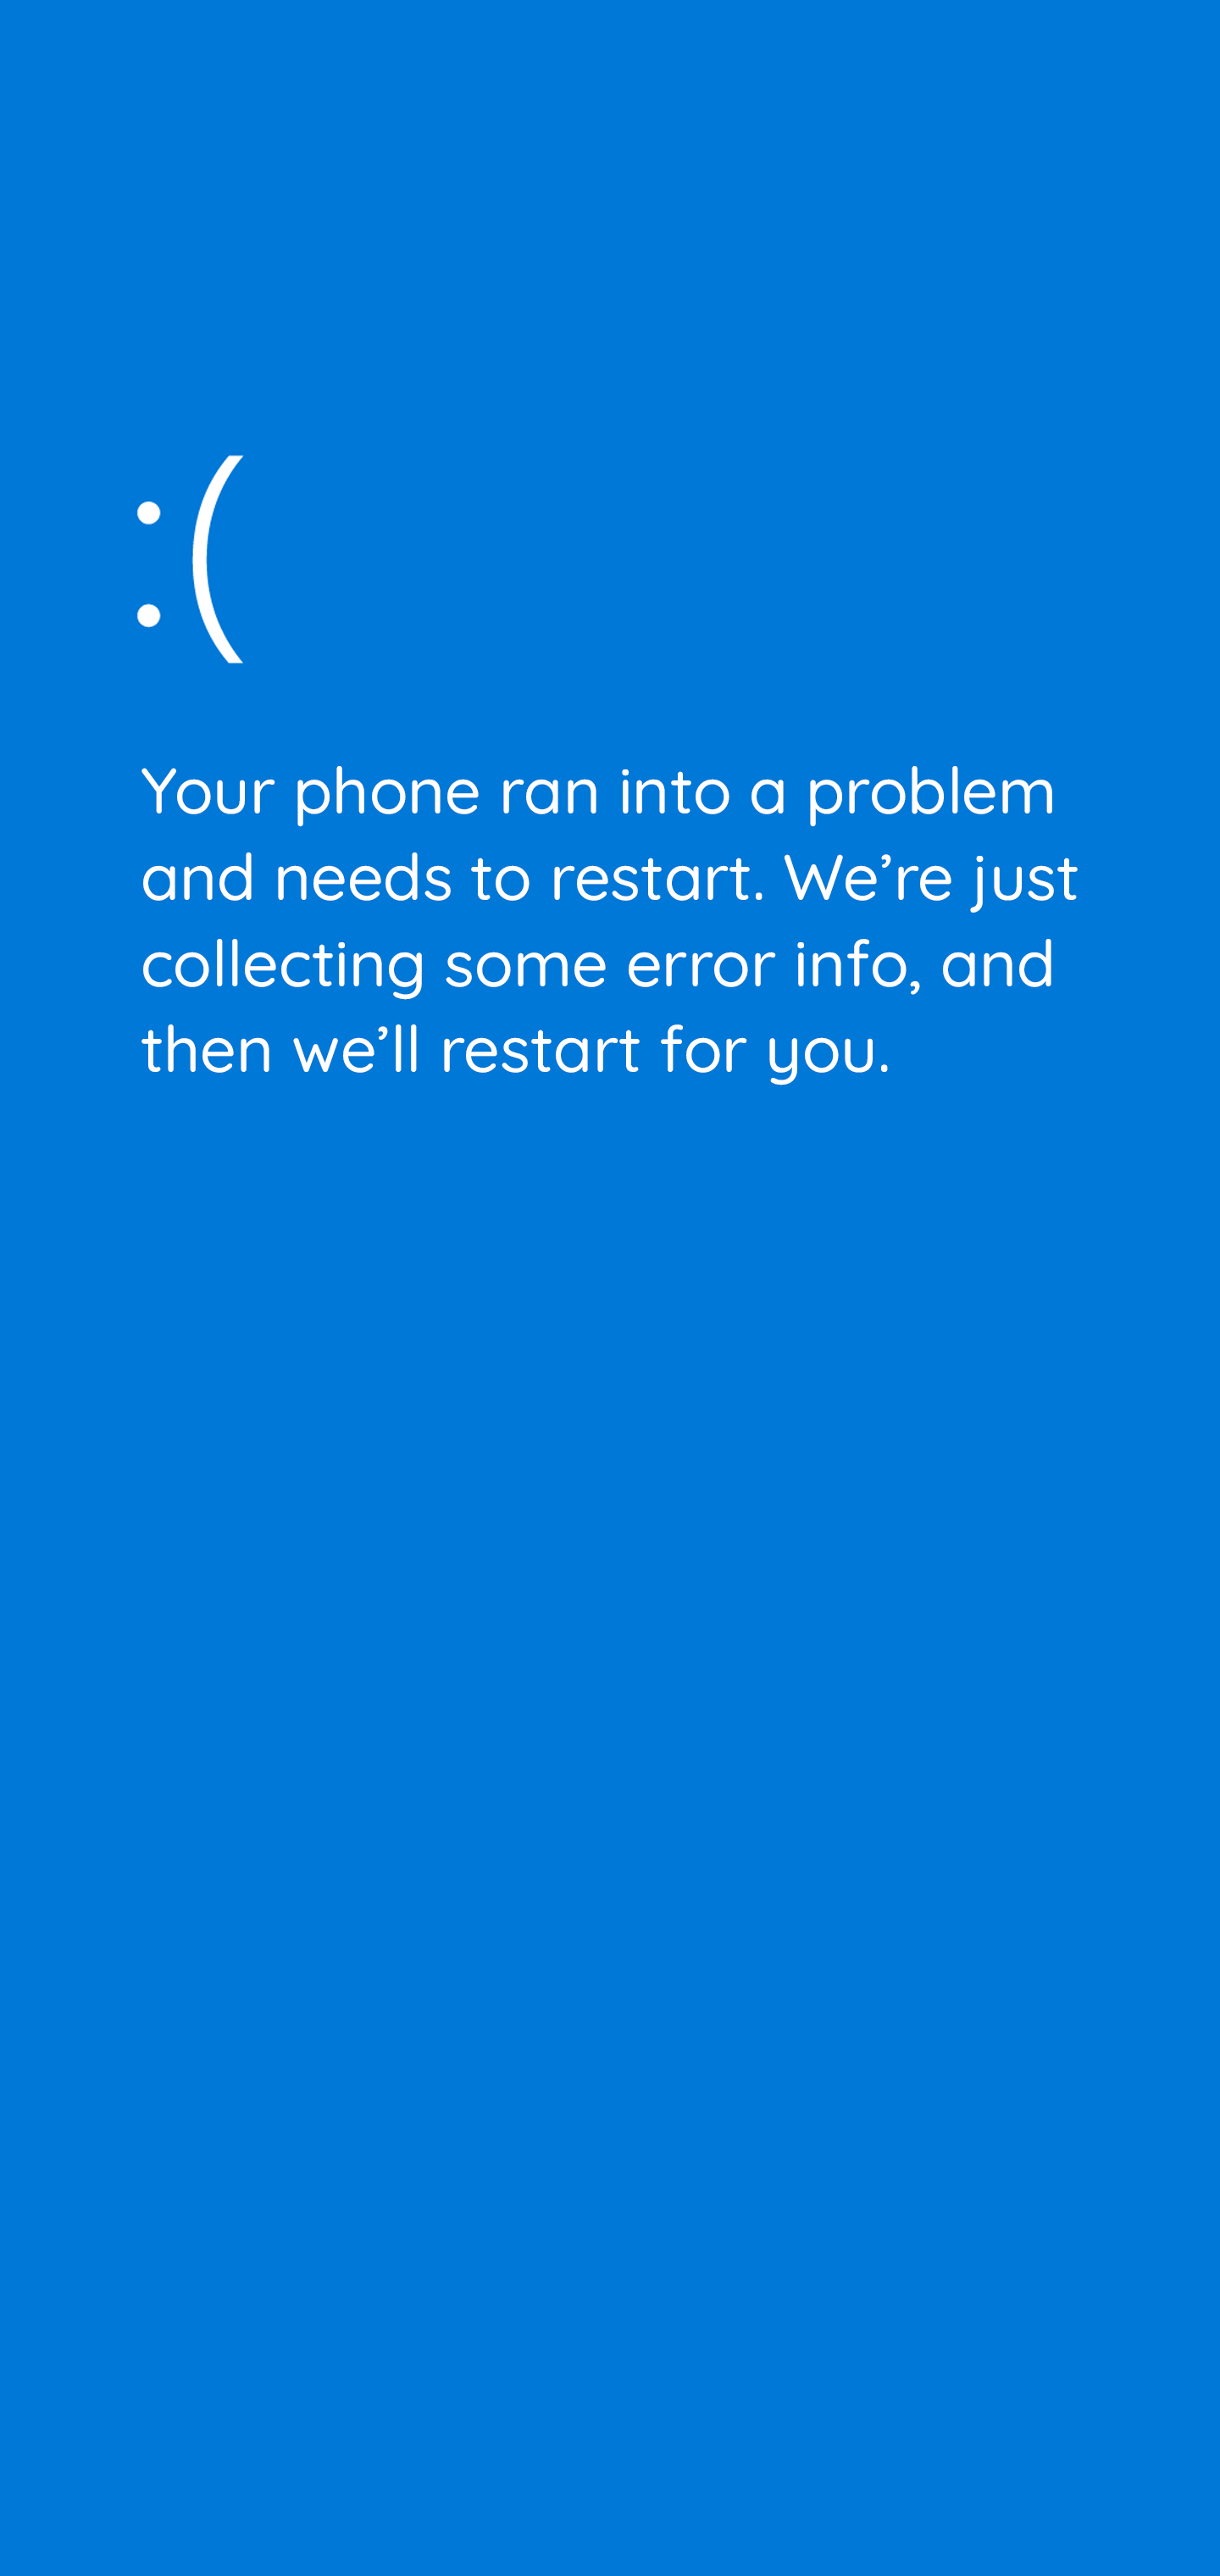 :(
Your phone ran into a problem
and needs to restart. We’re just
collecting some error info, and
then we’ll restart for you.